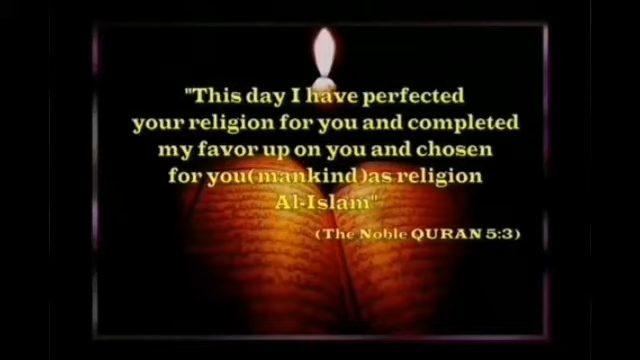 "This day I have perfected
your religion for you and completed
my favor up on you and chosen
for you(mankind)as religion
Al-Islam"
(The Noble QURAN 5:3)